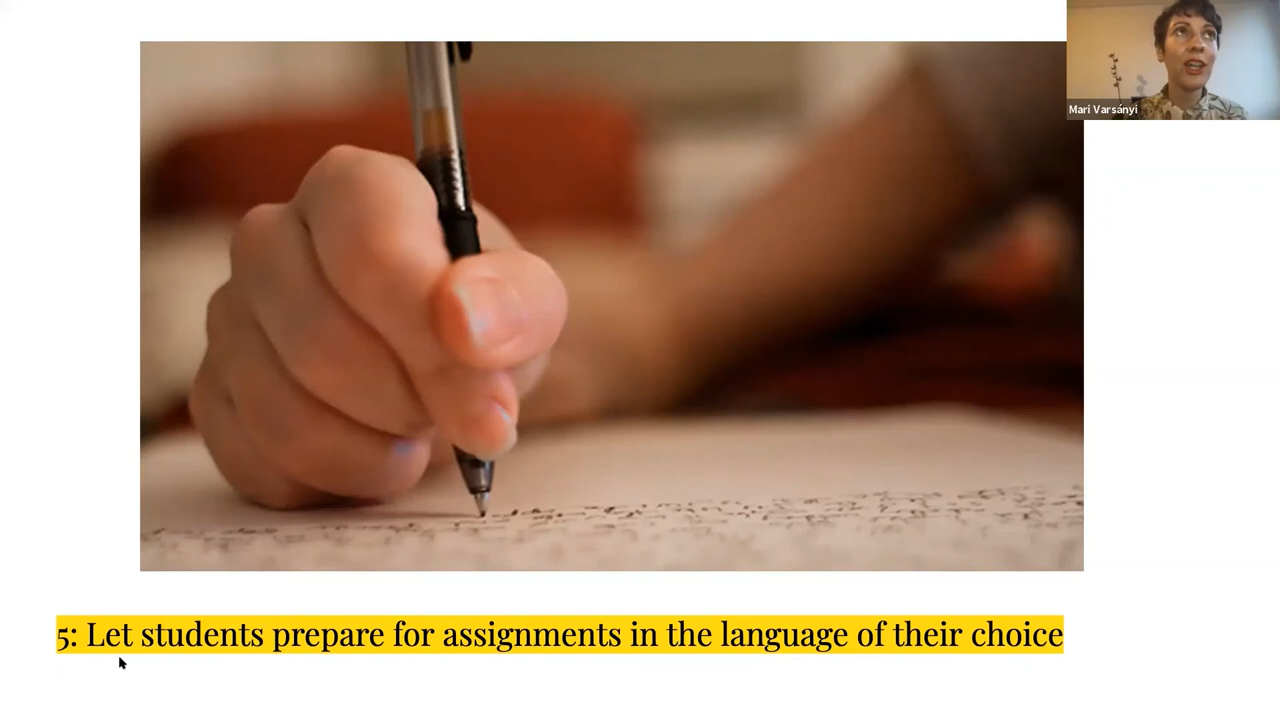 Mari Varsányi
5: Let students prepare for assignments in the language of their choice